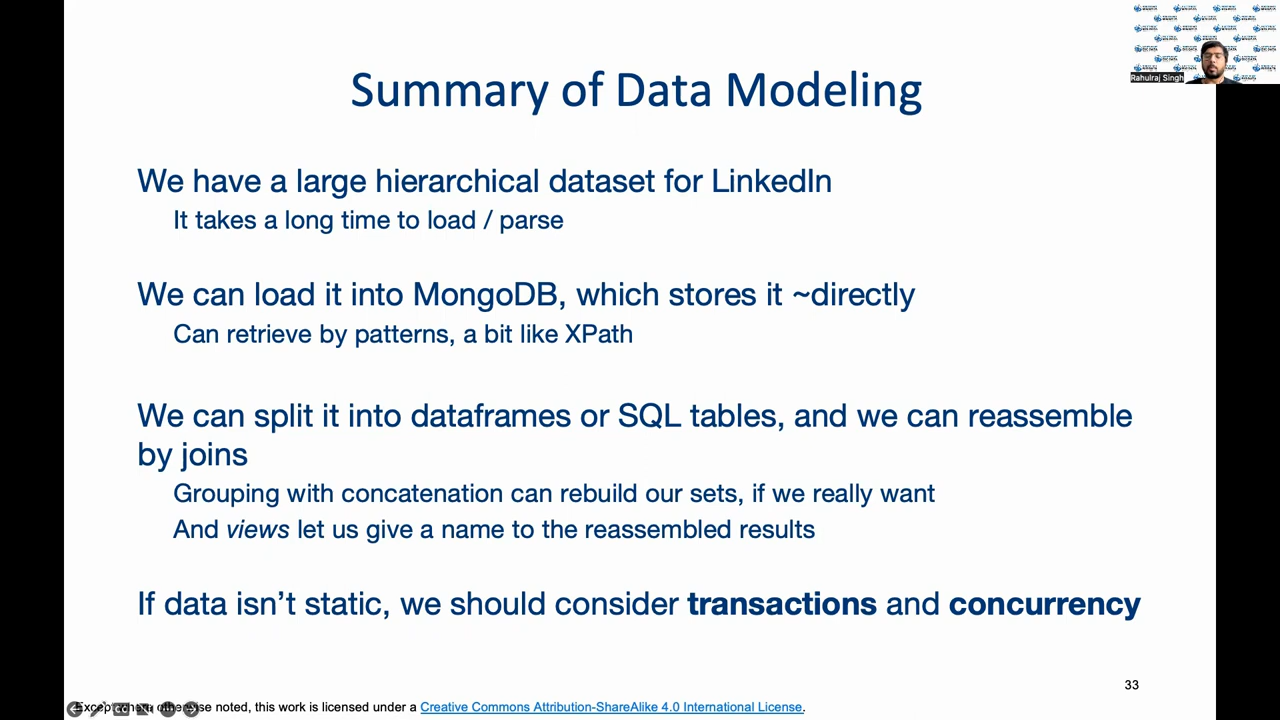 Rahulraj Singh
Summary of Data Modeling
We have a large hierarchical dataset for LinkedIn
It takes a long time to load / parse
We can load it into MongoDB, which stores it ~directly
Can retrieve by patterns, a bit like XPath
We can split it into dataframes or SQL tables, and we can reassemble
by joins
Grouping with concatenation can rebuild our sets, if we really want
And views let us give a name to the reassembled results
If data isn’t static, we should consider transactions and concurrency
33
Except where otherwise noted, this work is licensed under a Creative Commons Attribution-ShareAlike 4.0 International License.